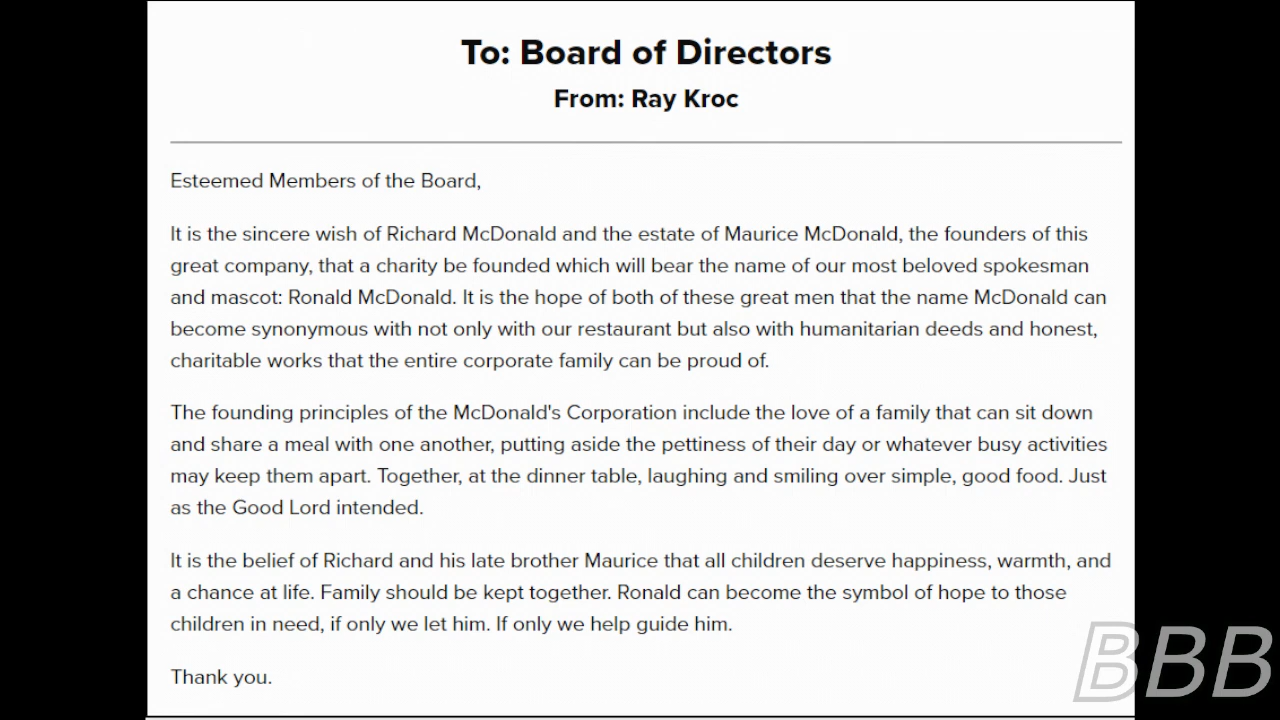 To: Board of Directors
From: Ray Kroc
Esteemed Members of the Board,
It is the sincere wish of Richard McDonald and the estate of Maurice McDonald, the founders of this
great company, that a charity be founded which will bear the name of our most beloved spokesman
and mascot: Ronald McDonald. It is the hope of both of these great men that the name McDonald can
become synonymous with not only with our restaurant but also with humanitarian deeds and honest,
charitable works that the entire corporate family can be proud of.
The founding principles of the McDonald's Corporation include the love of a family that can sit down
and share a meal with one another, putting aside the pettiness of their day or whatever busy activities
may keep them apart. Together, at the dinner table, laughing and smiling over simple, good food. Just
as the Good Lord intended.
It is the belief of Richard and his late brother Maurice that all children deserve happiness, warmth, and
a chance at life. Family should be kept together. Ronald can become the symbol of hope to those
children in need, if only we let him. If only we help guide him.
Thank you.
BBB